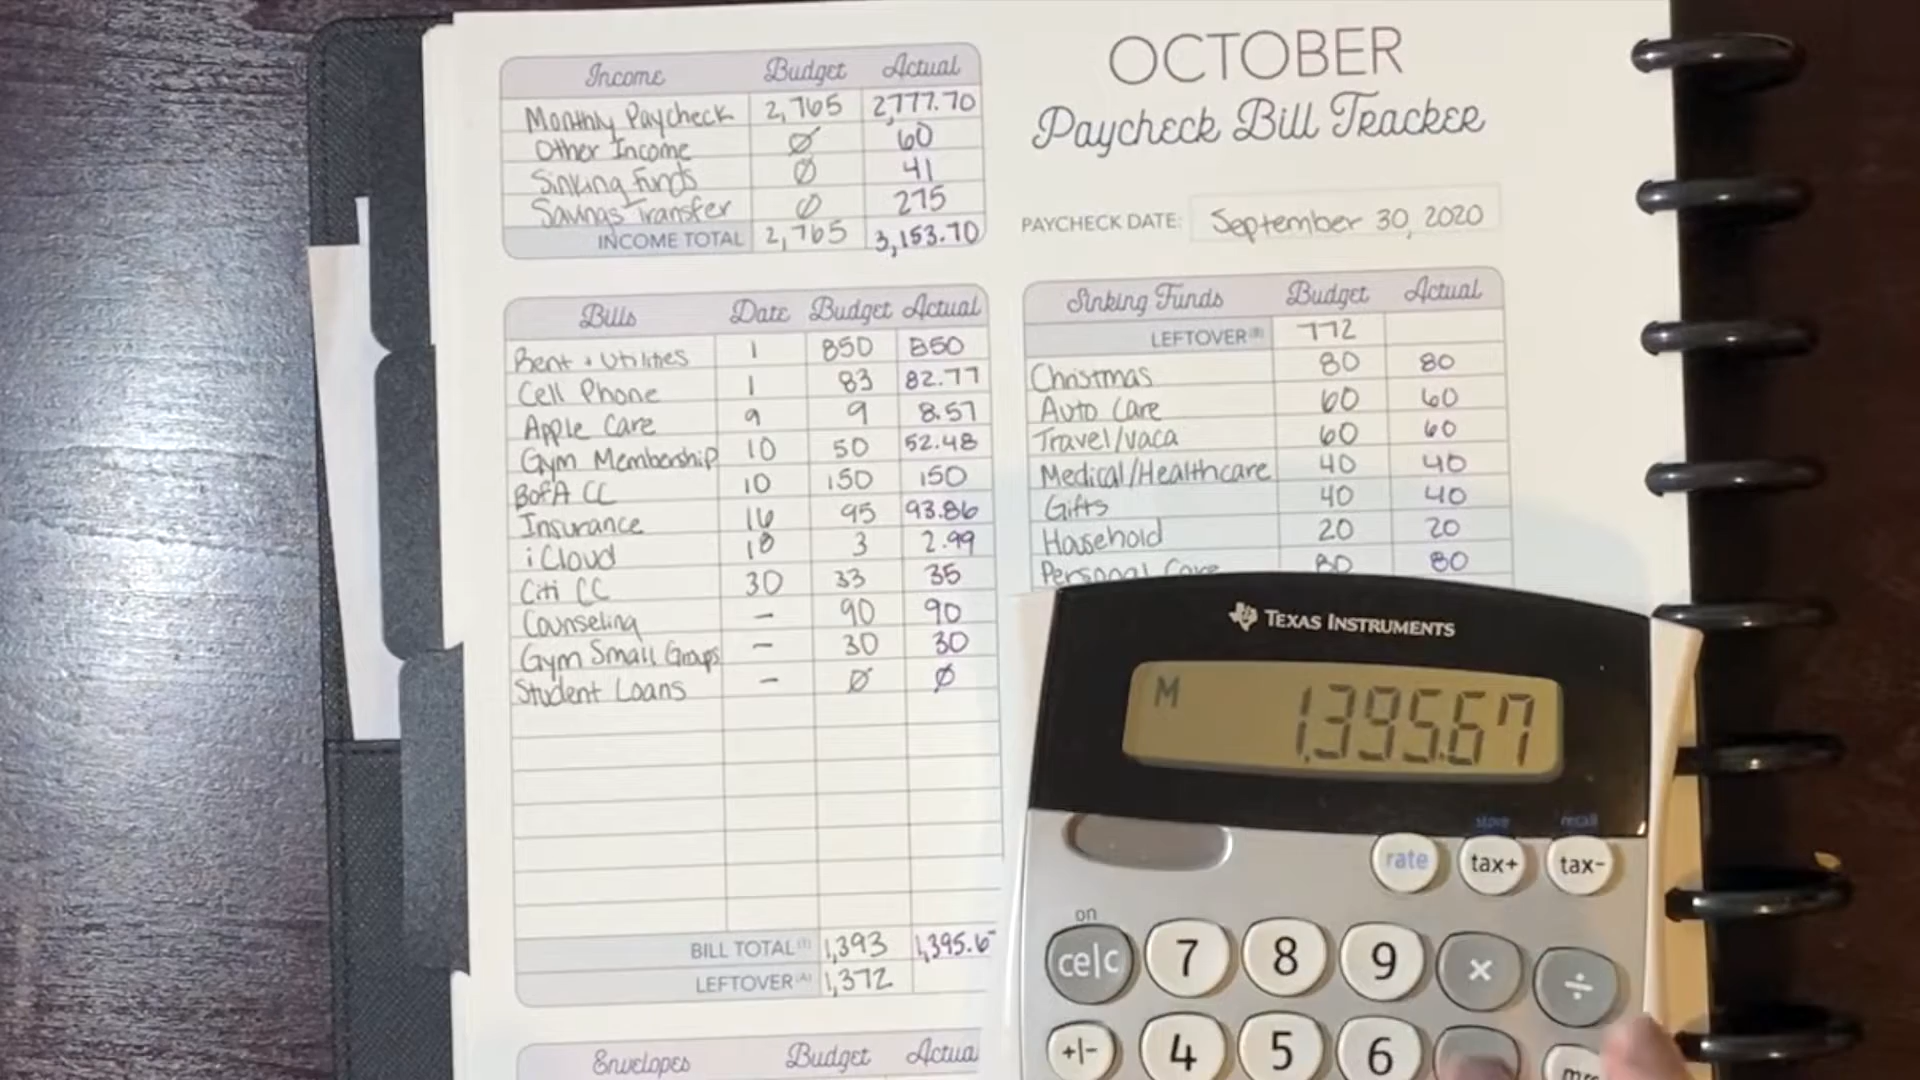 OCTOBER
Paycheck Bill Tracker
PAYCHECK DATE: September 30, 2020
Income Budget Actual
Monthly Paycheck 2,765 2,777.70
Other Income Ø 60
Sinking Funds Ø 41
Savings Transfer Ø 275
INCOME TOTAL 2,765 3,153.70
Bills Date Budget Actual
Rent + Utilities 1 850 850
Cell Phone 1 83 82.77
Apple Care 9 9 8.57
Gym Membership 10 50 52.48
BofA CC 10 150 150
Insurance 16 95 93.86
iCloud 18 3 2.99
Citi CC 30 33 35
Counseling - 90 90
Gym Small Groups - 30 30
Student Loans - Ø Ø
BILL TOTAL (1) 1,393 1,395.6
LEFTOVER (A) 1,372
Envelopes Budget Actua
Sinking Funds Budget Actual
LEFTOVER (B) 772
Christmas 80 80
Auto Care 60 60
Travel/vaca 60 60
Medical/Healthcare 40 40
Gifts 40 40
Household 20 20
Personal Care 80 80
TEXAS INSTRUMENTS
M 1,395.67
store recall
rate tax+ tax-
on
ce|c 7 8 9 × ÷
+|- 4 5 6